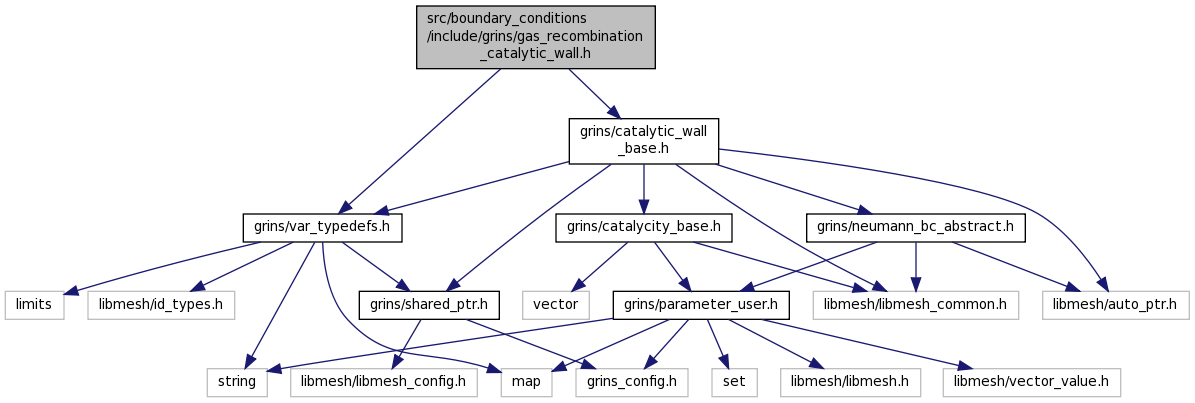 src/boundary_conditions
/include/grins/gas_recombination
_catalytic_wall.h
grins/catalytic_wall
_base.h
grins/var_typedefs.h
grins/catalycity_base.h
grins/neumann_bc_abstract.h
limits
libmesh/id_types.h
grins/shared_ptr.h
vector
grins/parameter_user.h
libmesh/libmesh_common.h
libmesh/auto_ptr.h
string
libmesh/libmesh_config.h
map
grins_config.h
set
libmesh/libmesh.h
libmesh/vector_value.h